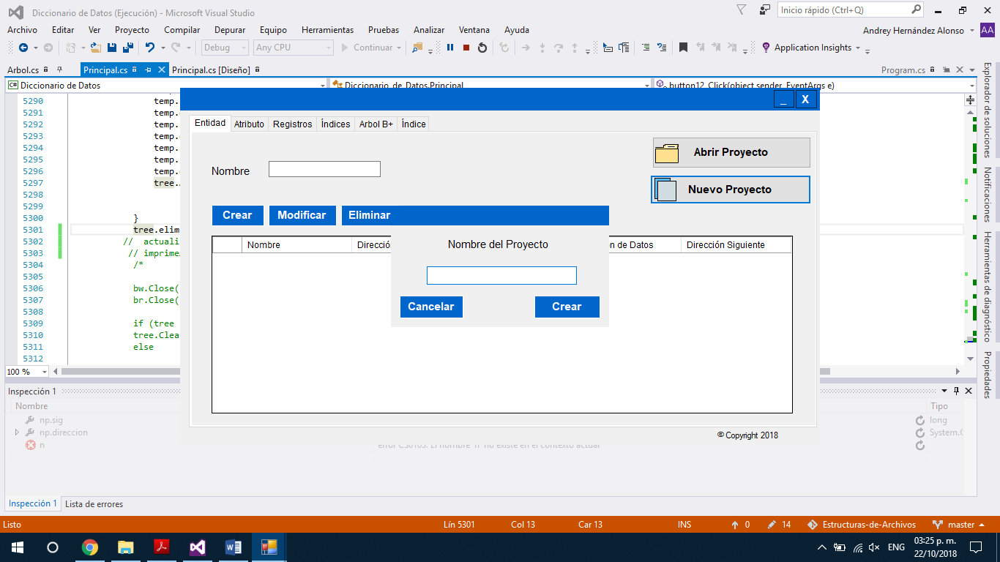 Diccionario de Datos (Ejecución) - Microsoft Visual Studio
Inicio rápido (Ctrl+Q)
Archivo Editar Ver Proyecto Compilar Depurar Equipo Herramientas Pruebas Analizar Ventana Ayuda
Andrey Hernández Alonso AA
Debug Any CPU Continuar Application Insights
Arbol.cs Principal.cs Principal.cs [Diseño] Program.cs
Diccionario de Datos Diccionario_de_Datos.Principal button12_Click(object sender, EventArgs e)
_ X
Entidad Atributo Registros Índices Arbol B+ Índice
Abrir Proyecto
Nombre
Nuevo Proyecto
Crear Modificar Eliminar
Nombre Direcció n de Datos Dirección Siguiente
Nombre del Proyecto
Cancelar Crear
© Copyright 2018
5290 temp.
5291 temp.
5292 temp.
5293 temp.
5294 temp.
5295 temp.
5296 temp.
5297 tree.
5298
5299
5300 }
5301 tree.elim
5302 // actuali
5303 // imprime
5304 /*
5305
5306 bw.Close(
5307 br.Close(
5308
5309 if (tree
5310 tree.Clea
5311 else
5312
100 %
Inspección 1
Nombre Tipo
np.sig long
np.direccion System.C
n error CS0103: El nombre 'n' no existe en el contexto actual
Inspección 1 Lista de errores
Explorador de soluciones
Notificaciones
Herramientas de diagnóstico
Propiedades
Listo Lín 5301 Col 13 Car 13 INS 0 14 Estructuras-de-Archivos master
ENG
03:25 p. m.
22/10/2018